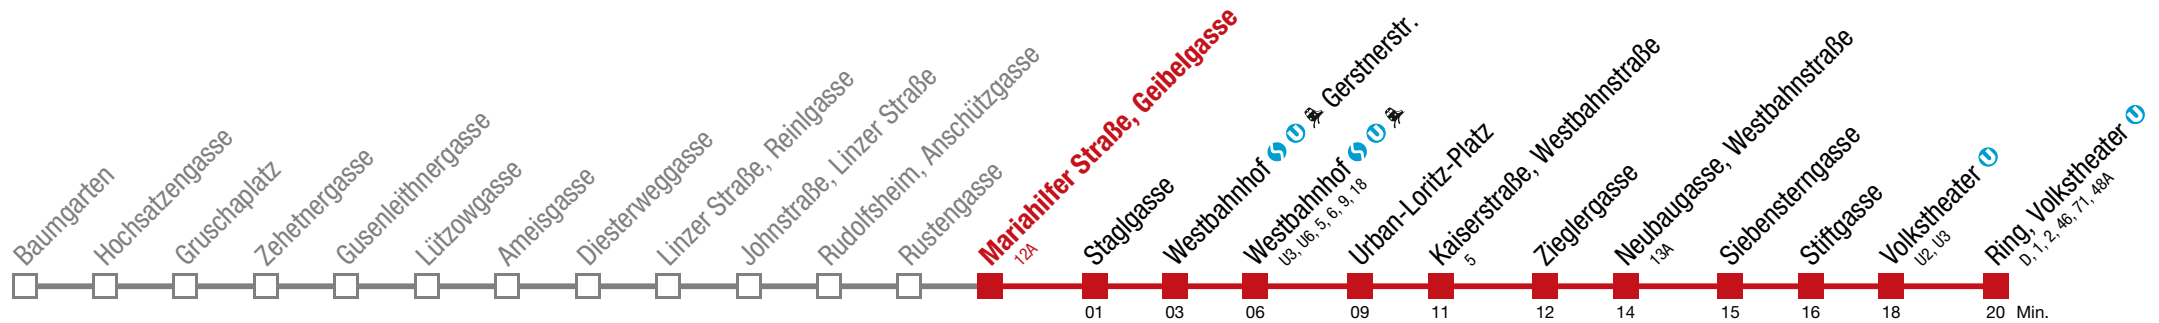 Baumgarten
Hochsatzengasse
Gruschaplatz
Zehetnergasse
Gusenleithnergasse
Lützowgasse
Ameisgasse
Diesterweggasse
Linzer Straße, Reinlgasse
Johnstraße, Linzer Straße
Rudolfsheim, Anschützgasse
Rustengasse
Mariahilfer Straße, Geibelgasse
12A
Staglgasse
Westbahnhof S U Gerstnerstr.
Westbahnhof S U
U3, U6, 5, 6, 9, 18
Urban-Loritz-Platz
Kaiserstraße, Westbahnstraße
5
Zieglergasse
Neubaugasse, Westbahnstraße
13A
Siebensterngasse
Stiftgasse
Volkstheater U
U2, U3
Ring, Volkstheater U
D, 1, 2, 46, 71, 48A
01 03 06 09 11 12 14 15 16 18 20 Min.